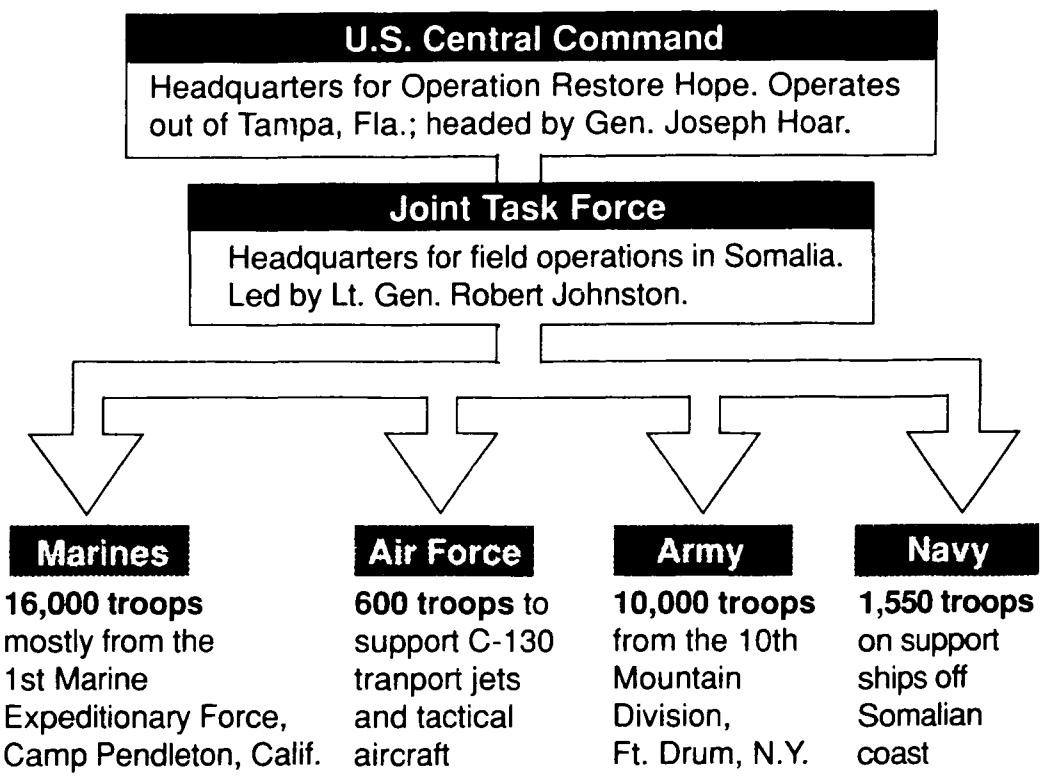 U.S. Central Command
Headquarters for Operation Restore Hope. Operates
out of Tampa, Fla.; headed by Gen. Joseph Hoar.
Joint Task Force
Headquarters for field operations in Somalia.
Led by Lt. Gen. Robert Johnston.
Marines
16,000 troops
mostly from the
1st Marine
Expeditionary Force,
Camp Pendleton, Calif.
Air Force
600 troops to
support C-130
tranport jets
and tactical
aircraft
Army
10,000 troops
from the 10th
Mountain
Division,
Ft. Drum, N.Y.
Navy
1,550 troops
on support
ships off
Somalian
coast